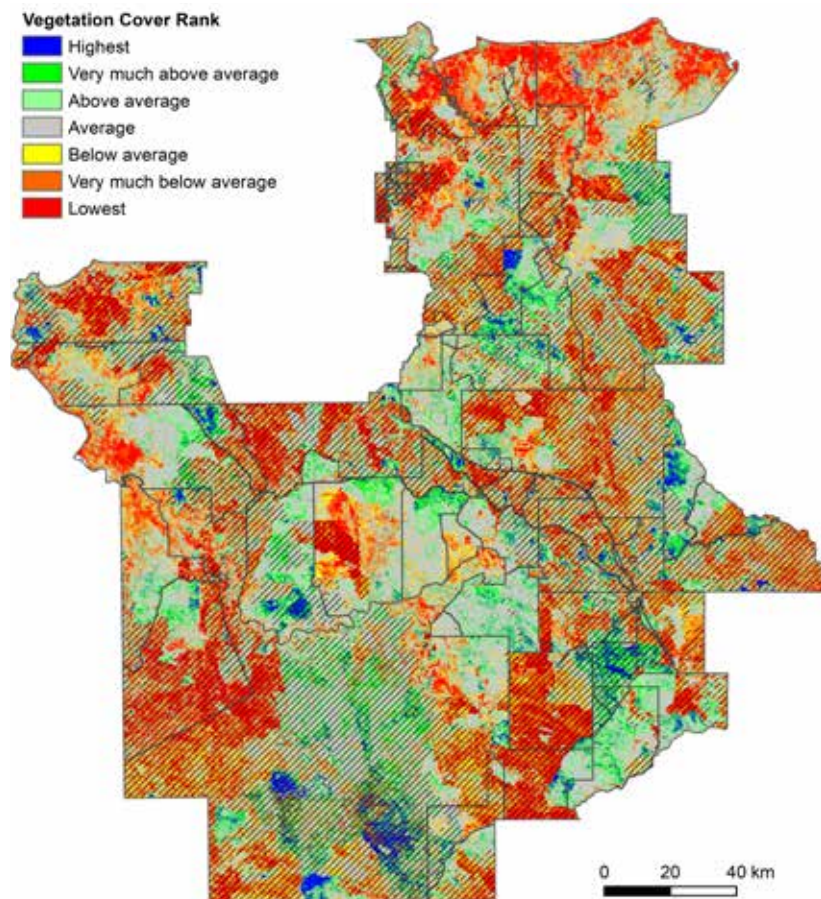 Vegetation Cover Rank
Highest
Very much above average
Above average
Average
Below average
Very much below average
Lowest
0 20 40 km